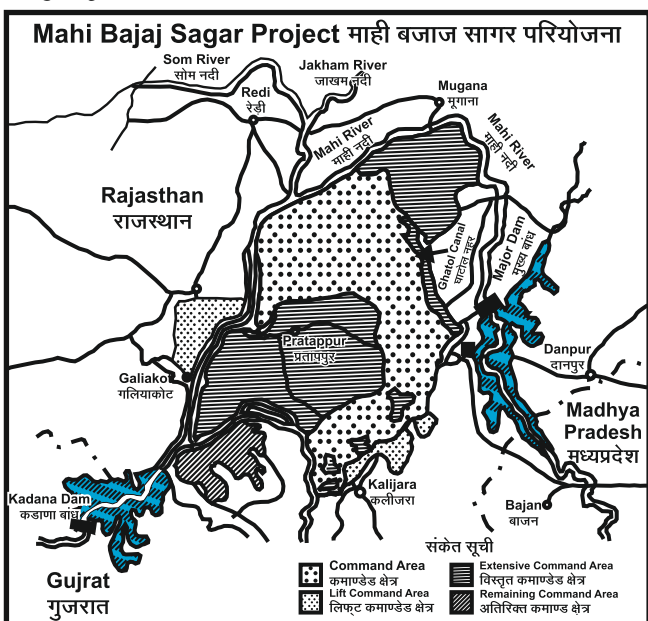 Mahi Bajaj Sagar Project माही बजाज सागर परियोजना
Som River
सोम नदी
Jakham River
जाखम नदी
Redi
रेडी
Mugana
मूगाना
Mahi River
माही नदी
Mahi River
माही नदी
Rajasthan
राजस्थान
Ghatol Canal
घाटोल नहर
Major Dam
मुख्य बांध
Pratappur
प्रतापपुर
Danpur
दानपुर
Galiakot
गलियाकोट
Madhya
Pradesh
मध्यप्रदेश
Kadana Dam
कडाणा बांध
Kalijara
कलीजरा
Bajan
बाजन
Gujrat
गुजरात
संकेत सूची
Command Area
कमाण्डेड क्षेत्र
Extensive Command Area
विस्तृत कमाण्डेड क्षेत्र
Lift Command Area
लिफ्ट कमाण्डेड क्षेत्र
Remaining Command Area
अतिरिक्त कमाण्ड क्षेत्र